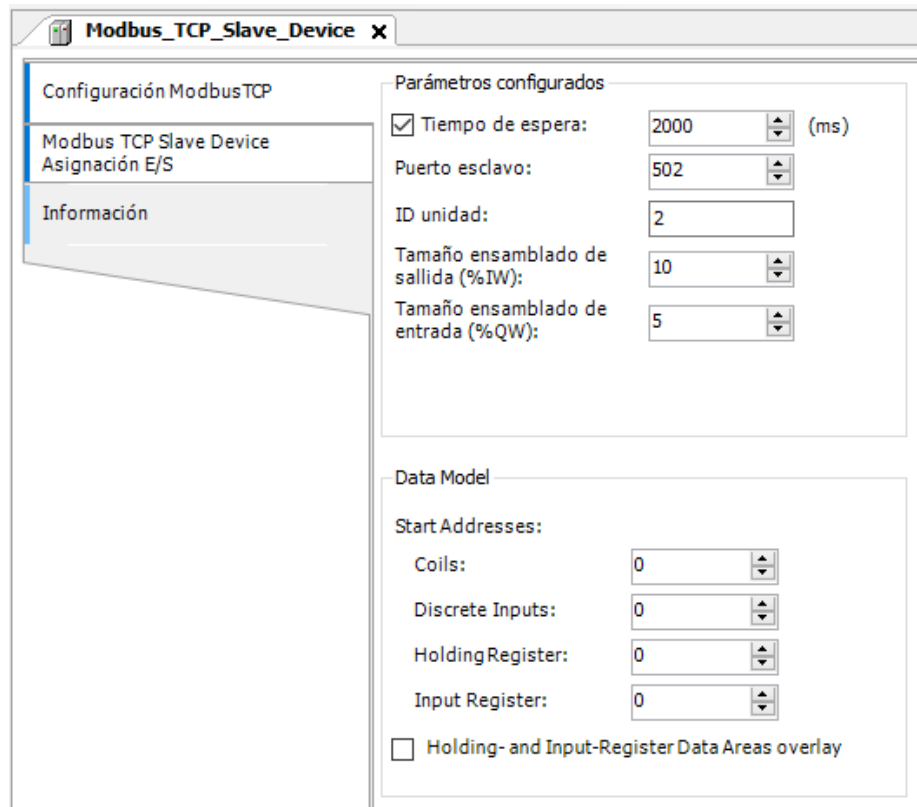 Modbus_TCP_Slave_Device x
Configuración ModbusTCP
Modbus TCP Slave Device
Asignación E/S
Información
Parámetros configurados
Tiempo de espera: 2000 (ms)
Puerto esclavo: 502
ID unidad: 2
Tamaño ensamblado de
sallida (%IW): 10
Tamaño ensamblado de
entrada (%QW): 5
Data Model
Start Addresses:
Coils: 0
Discrete Inputs: 0
Holding Register: 0
Input Register: 0
Holding- and Input-Register Data Areas overlay